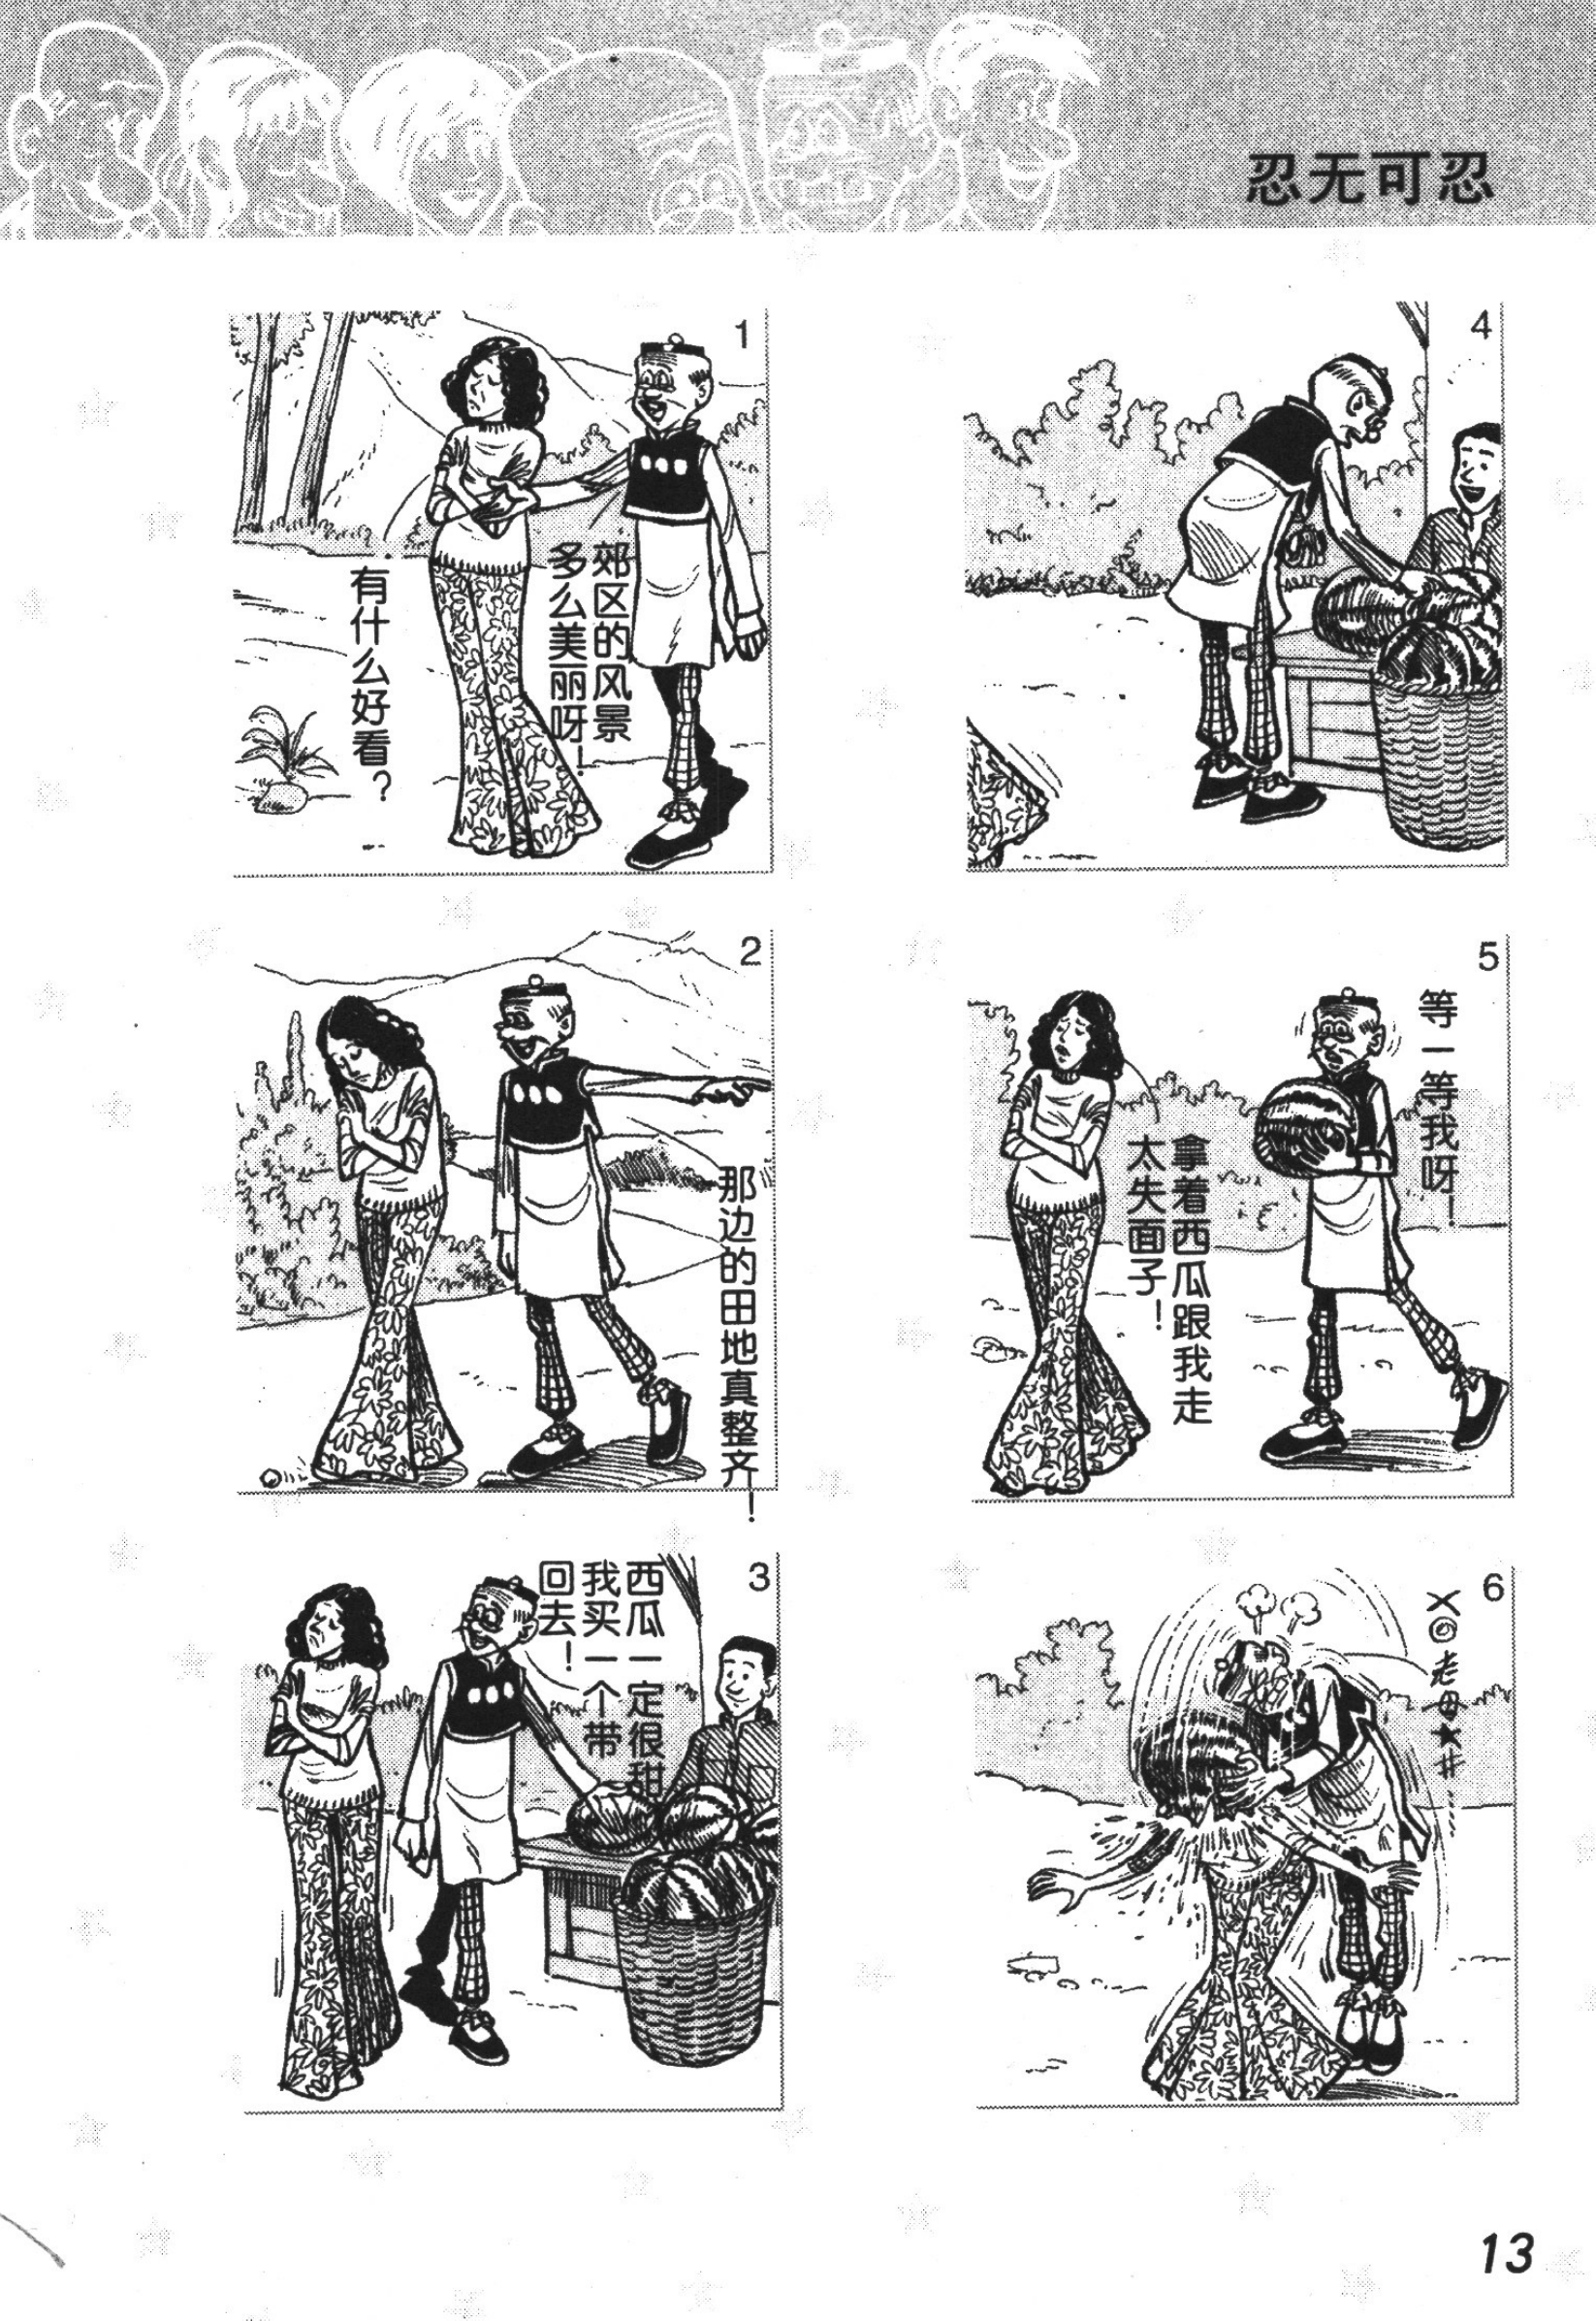 忍无可忍
1
郊区的风景
多么美丽呀！
有什么好看？
2
那边的田地真整齐！
3
西瓜一定很甜
我买一个带
回去！
4
5
等一等我呀！
拿着西瓜跟我走
太失面子！
6
×◎老母★#
13